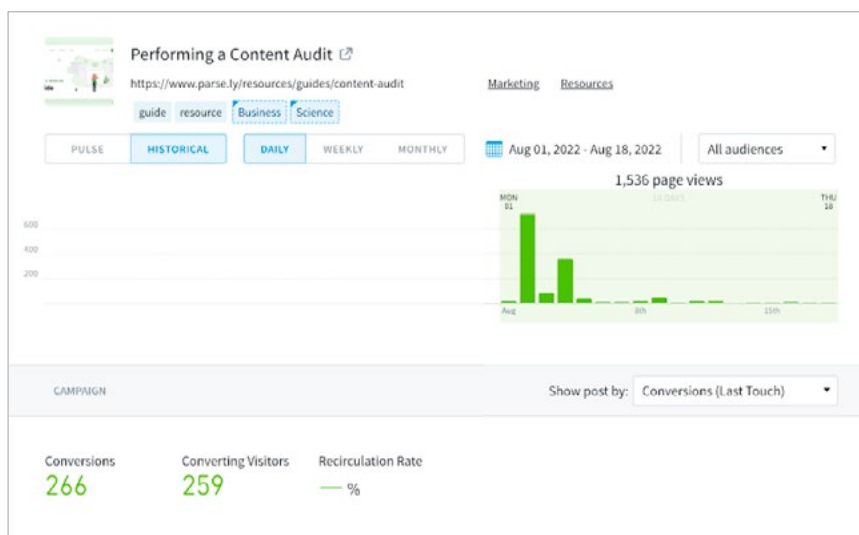 Performing a Content Audit
https://www.parse.ly/resources/guides/content-audit
Marketing Resources
guide resource Business Science
PULSE HISTORICAL DAILY WEEKLY MONTHLY Aug 01, 2022 - Aug 18, 2022 All audiences
1,536 page views
MON 18 DAYS THU
01 18
600
400
200
Aug 8th 15th
CAMPAIGN Show post by: Conversions (Last Touch)
Conversions Converting Visitors Recirculation Rate
266 259 — %